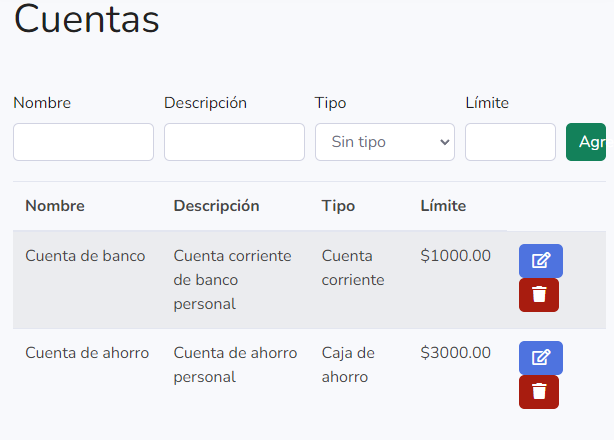 Cuentas
Nombre Descripción Tipo Límite
Sin tipo Agr
Nombre Descripción Tipo Límite
Cuenta de banco Cuenta corriente Cuenta $1000.00
de banco corriente
personal
Cuenta de ahorro Cuenta de ahorro Caja de $3000.00
personal ahorro